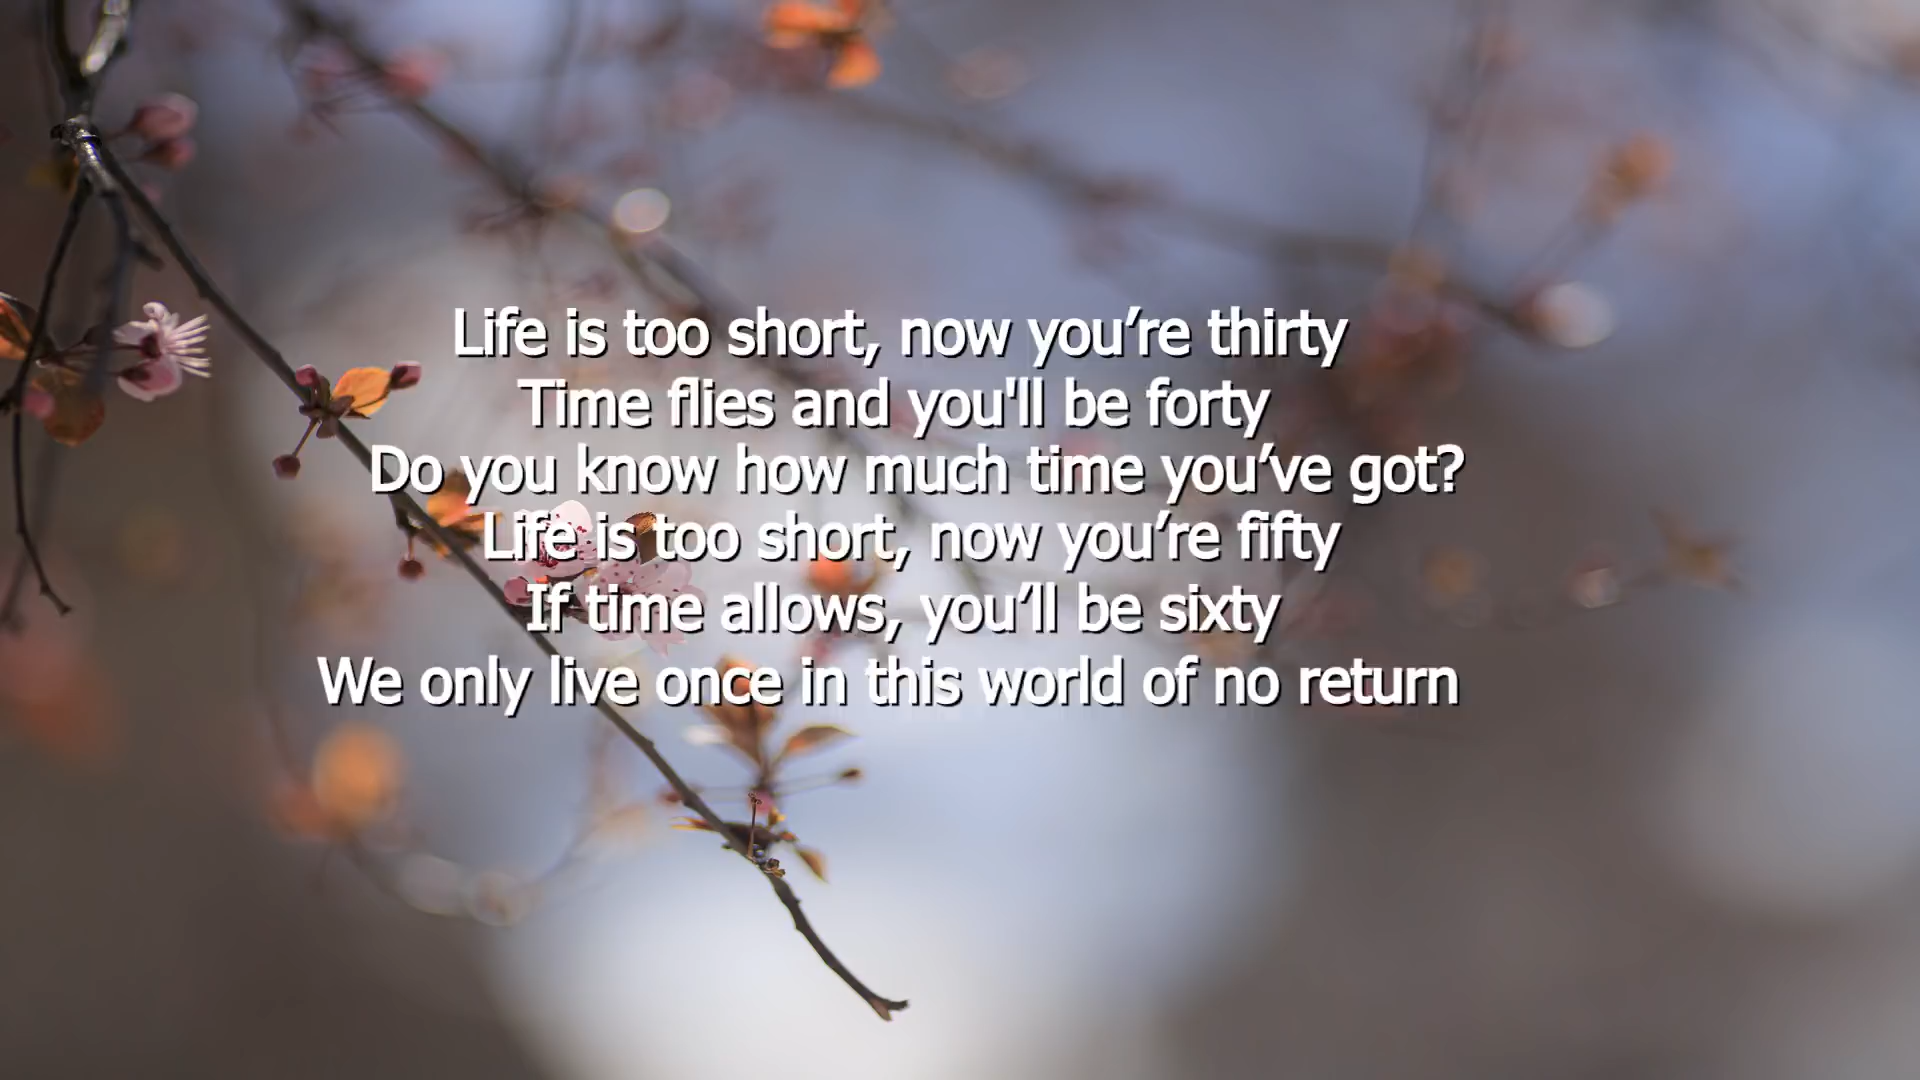 Life is too short, now you’re thirty
Time flies and you'll be forty
Do you know how much time you’ve got?
Life is too short, now you’re fifty
If time allows, you’ll be sixty
We only live once in this world of no return